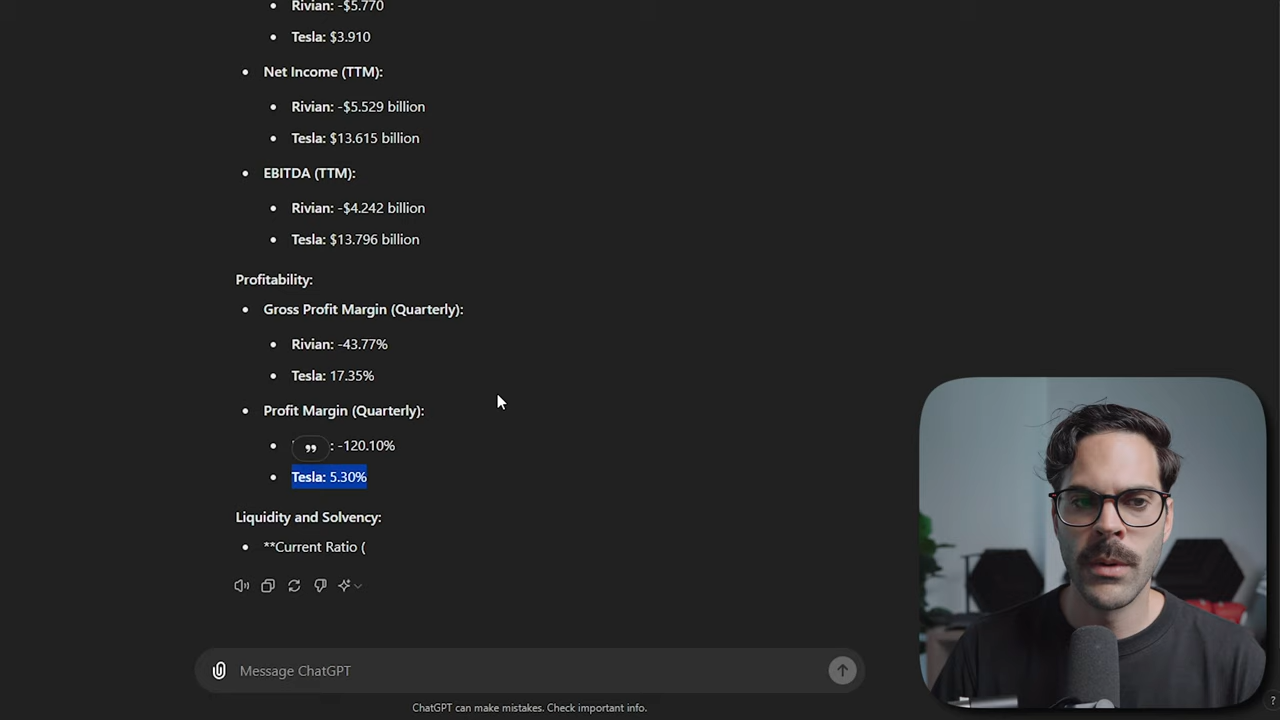 Rivian: -$5.770
Tesla: $3.910
Net Income (TTM):
Rivian: -$5.529 billion
Tesla: $13.615 billion
EBITDA (TTM):
Rivian: -$4.242 billion
Tesla: $13.796 billion
Profitability:
Gross Profit Margin (Quarterly):
Rivian: -43.77%
Tesla: 17.35%
Profit Margin (Quarterly):
: -120.10%
Tesla: 5.30%
Liquidity and Solvency:
**Current Ratio (
Message ChatGPT
ChatGPT can make mistakes. Check important info.
?